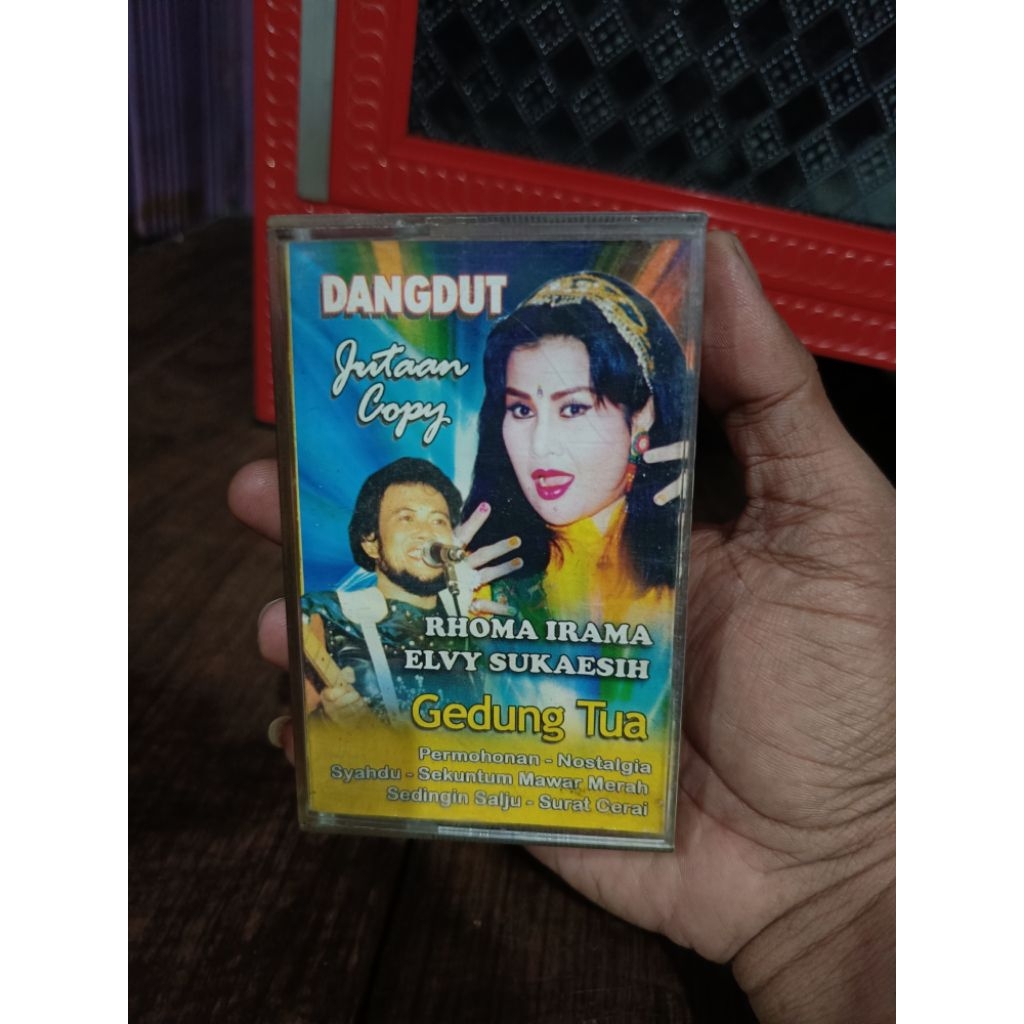 DANGDUT
Jutaan
Copy
RHOMA IRAMA
ELVY SUKAESIH
Gedung Tua
Permohonan - Nostalgia
Syahdu - Sekuntum Mawar Merah
Sedingin Salju - Surat Cerai